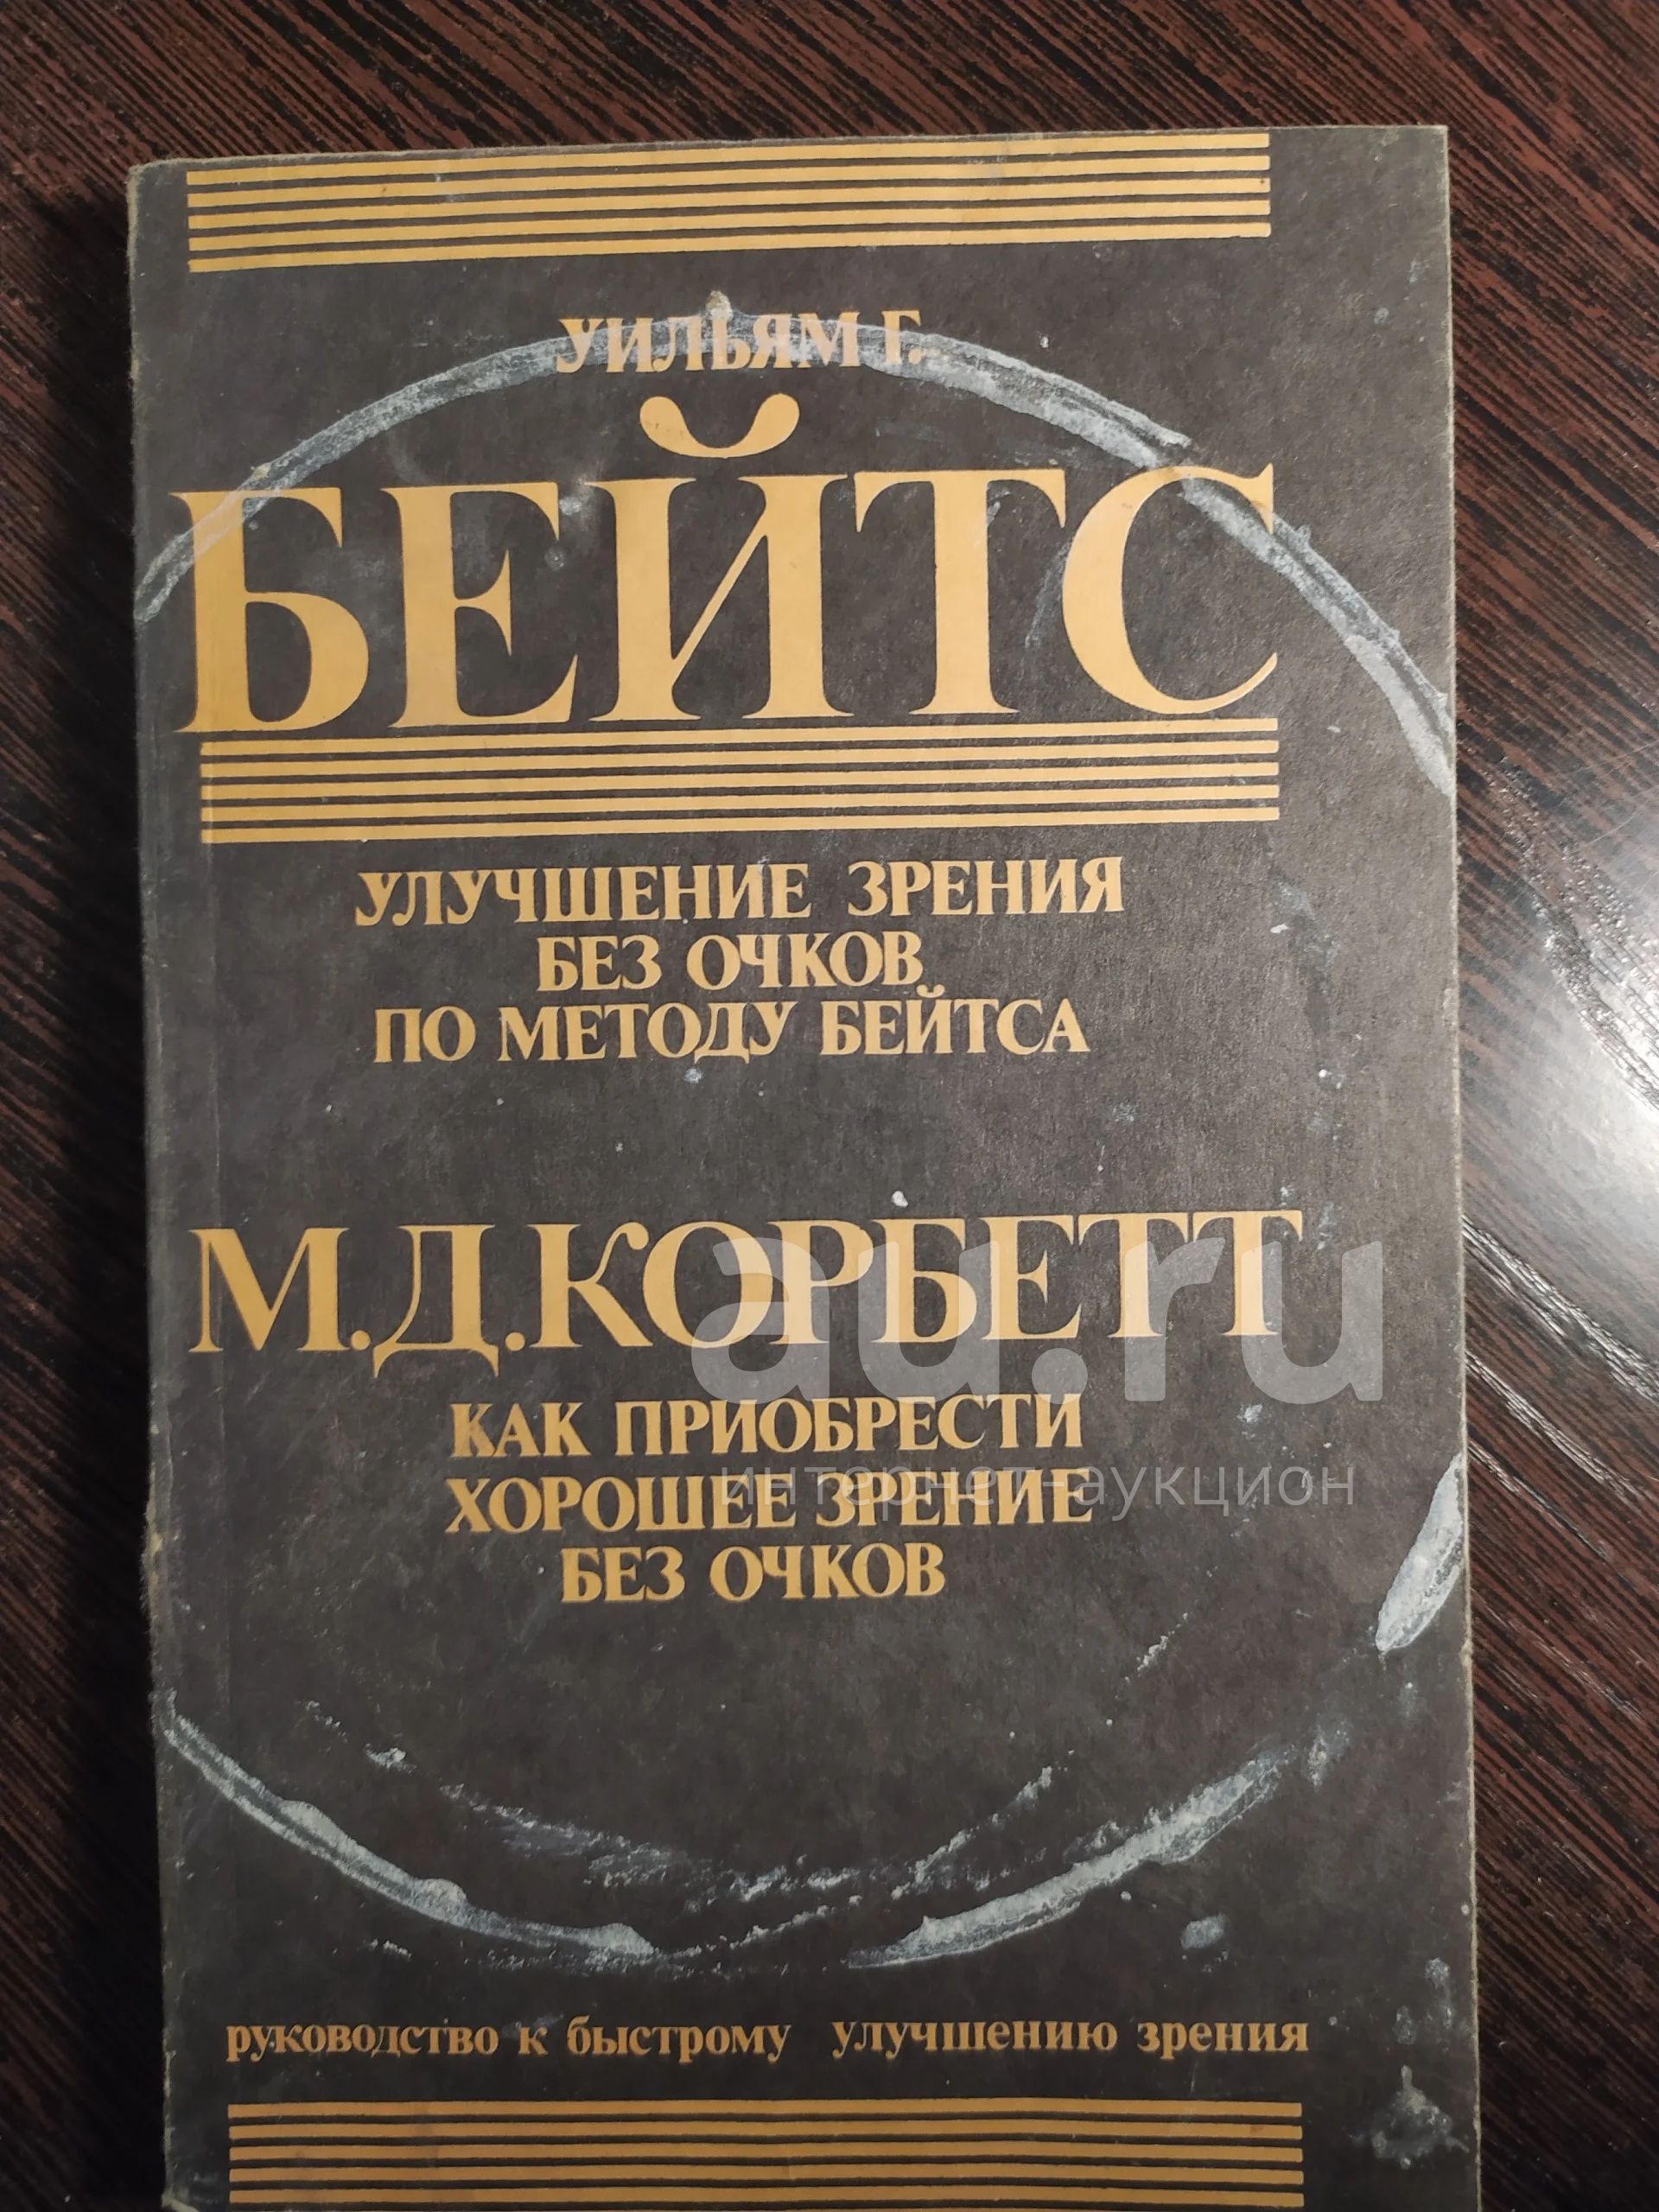 УИЛЬЯМ Г.
БЕЙТС
УЛУЧШЕНИЕ ЗРЕНИЯ
БЕЗ ОЧКОВ
ПО МЕТОДУ БЕЙТСА
М.Д.КОРБЕТТ
au.ru
КАК ПРИОБРЕСТИ
ХОРОШЕЕ ЗРЕНИЕ
интернет-аукцион
БЕЗ ОЧКОВ
руководство к быстрому улучшению зрения